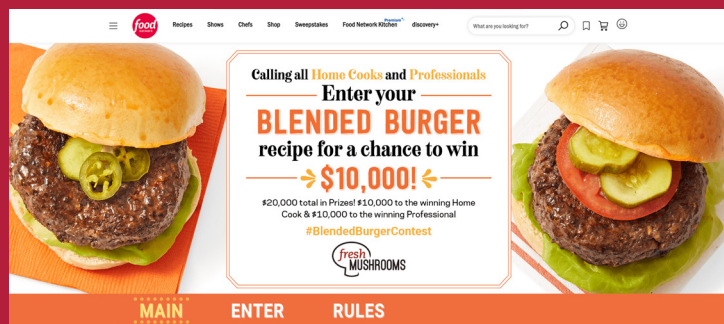 food
network
Recipes
Shows
Chefs
Shop
Sweepstakes
Premium
Food Network Kitchen
discovery+
What are you looking for?
Calling all Home Cooks and Professionals
Enter your
BLENDED BURGER
recipe for a chance to win
$10,000!
$20,000 total in Prizes! $10,000 to the winning Home
Cook & $10,000 to the winning Professional
#BlendedBurgerContest
fresh
MUSHROOMS
MAIN
ENTER
RULES